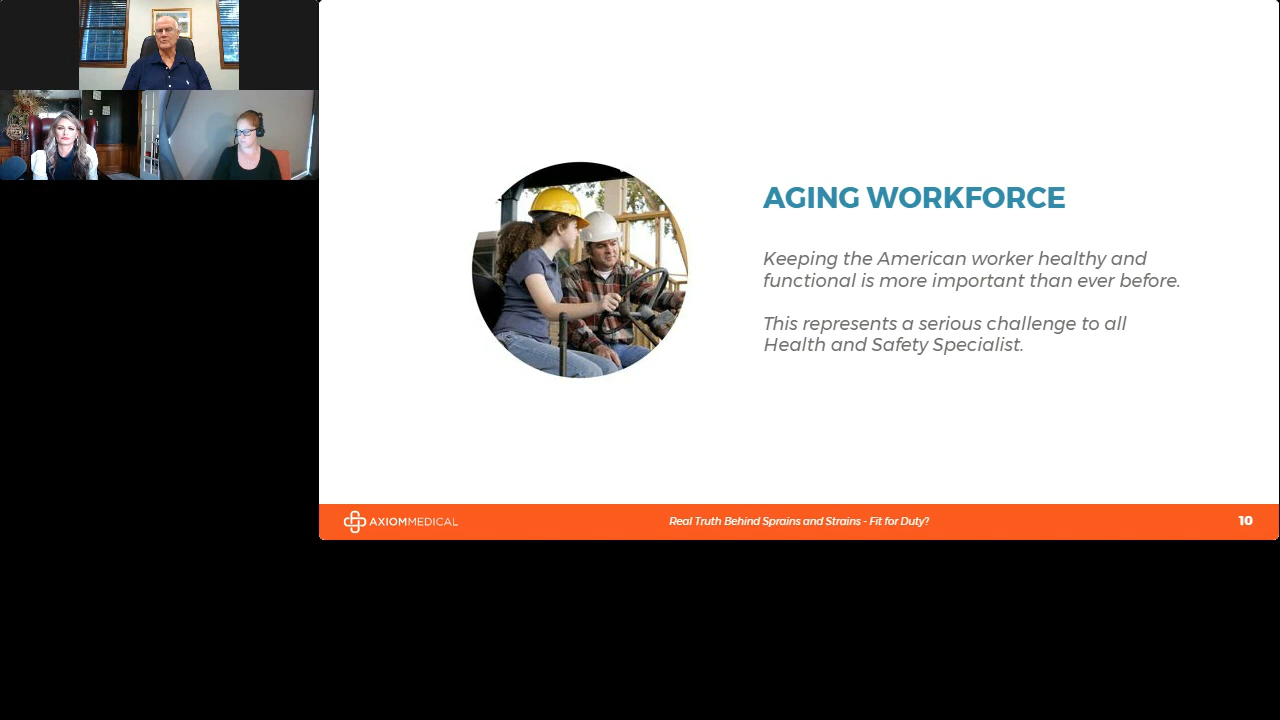 AGING WORKFORCE
Keeping the American worker healthy and
functional is more important than ever before.
This represents a serious challenge to all
Health and Safety Specialist.
AXIOMMEDICAL
Real Truth Behind Sprains and Strains - Fit for Duty?
10